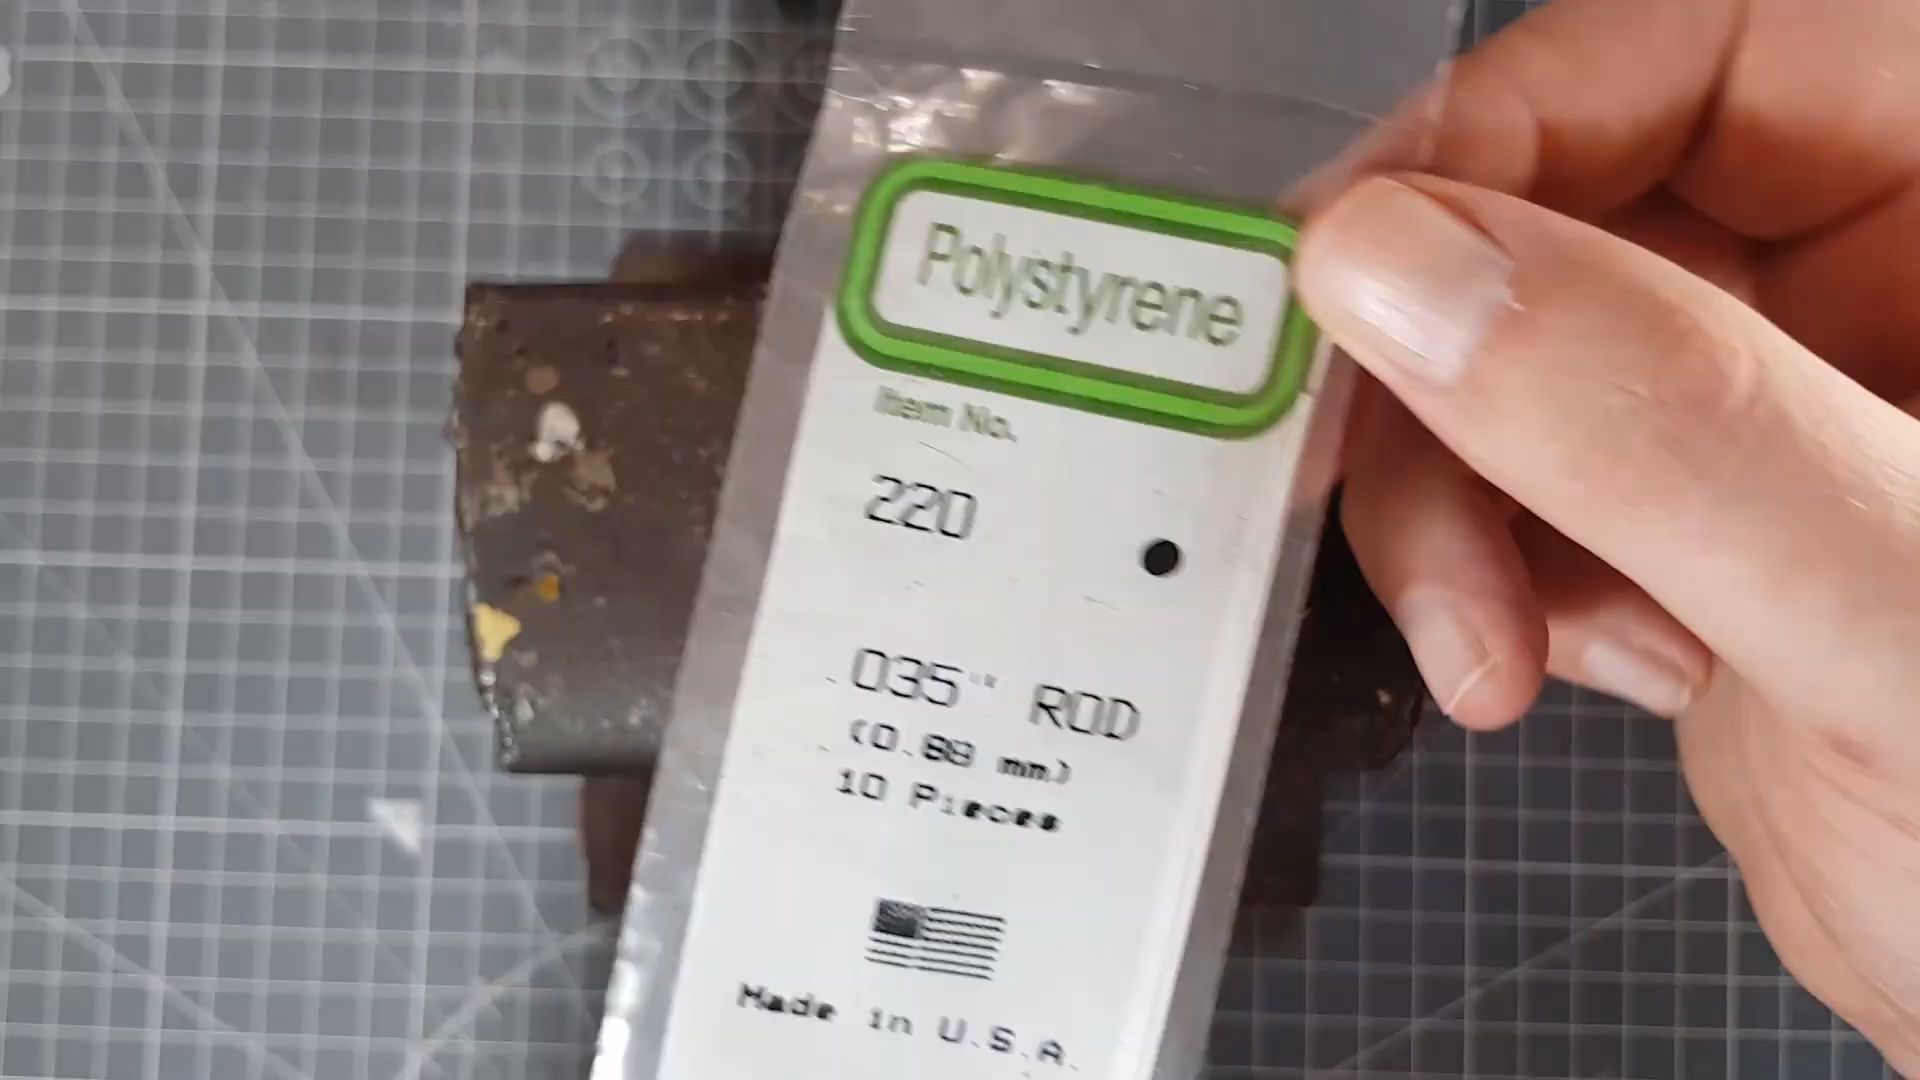 Polystyrene
Item No.
220
.035" ROD
(0.88 mm)
10 Pieces
Made in U.S.A.